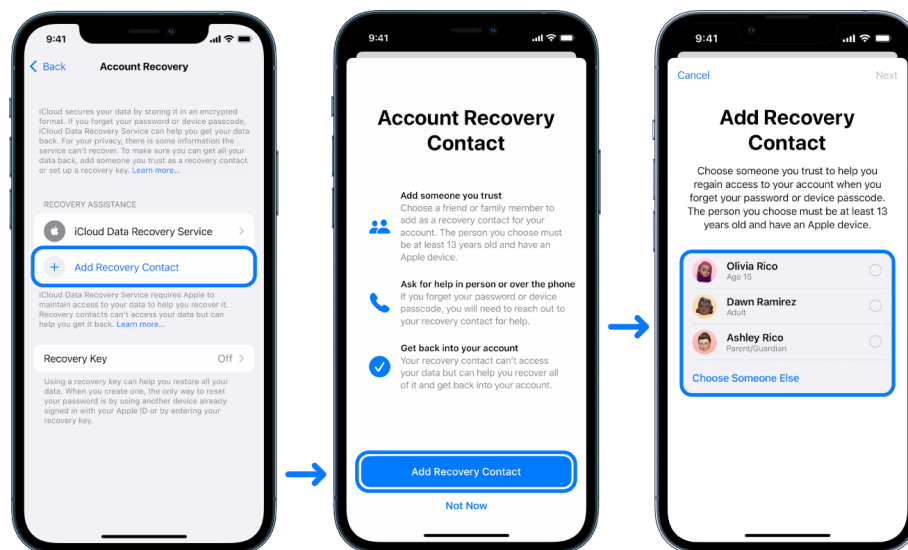 9:41
Back
Account Recovery
iCloud secures your data by storing it in an encrypted
format. If you forget your password or device passcode,
iCloud Data Recovery Service can help you get your data
back. For your privacy, there is some information the
service can't recover. To make sure you can get all your
data back, add someone you trust as a recovery contact
or set up a recovery key. Learn more...
RECOVERY ASSISTANCE
iCloud Data Recovery Service
Add Recovery Contact
iCloud Data Recovery Service requires Apple to
maintain access to your data to help you recover it.
Recovery contacts can't access your data but can
help you get it back. Learn more...
Recovery Key
Off
Using a recovery key can help you restore all your
data. When you create one, the only way to reset
your password is by using another device already
signed in with your Apple ID or by entering your
recovery key.
9:41
Account Recovery
Contact
Add someone you trust
Choose a friend or family member to
add as a recovery contact for your
account. The person you choose must
be at least 13 years old and have an
Apple device.
Ask for help in person or over the phone
If you forget your password or device
passcode, you will need to reach out to
your recovery contact for help.
Get back into your account
Your recovery contact can't access
your data but can help you recover all
of it and get back into your account.
Add Recovery Contact
Not Now
9:41
Cancel
Next
Add Recovery
Contact
Choose someone you trust to help you
regain access to your account when you
forget your password or device passcode.
The person you choose must be at least 13
years old and have an Apple device.
Olivia Rico
Age 15
Dawn Ramirez
Adult
Ashley Rico
Parent/Guardian
Choose Someone Else